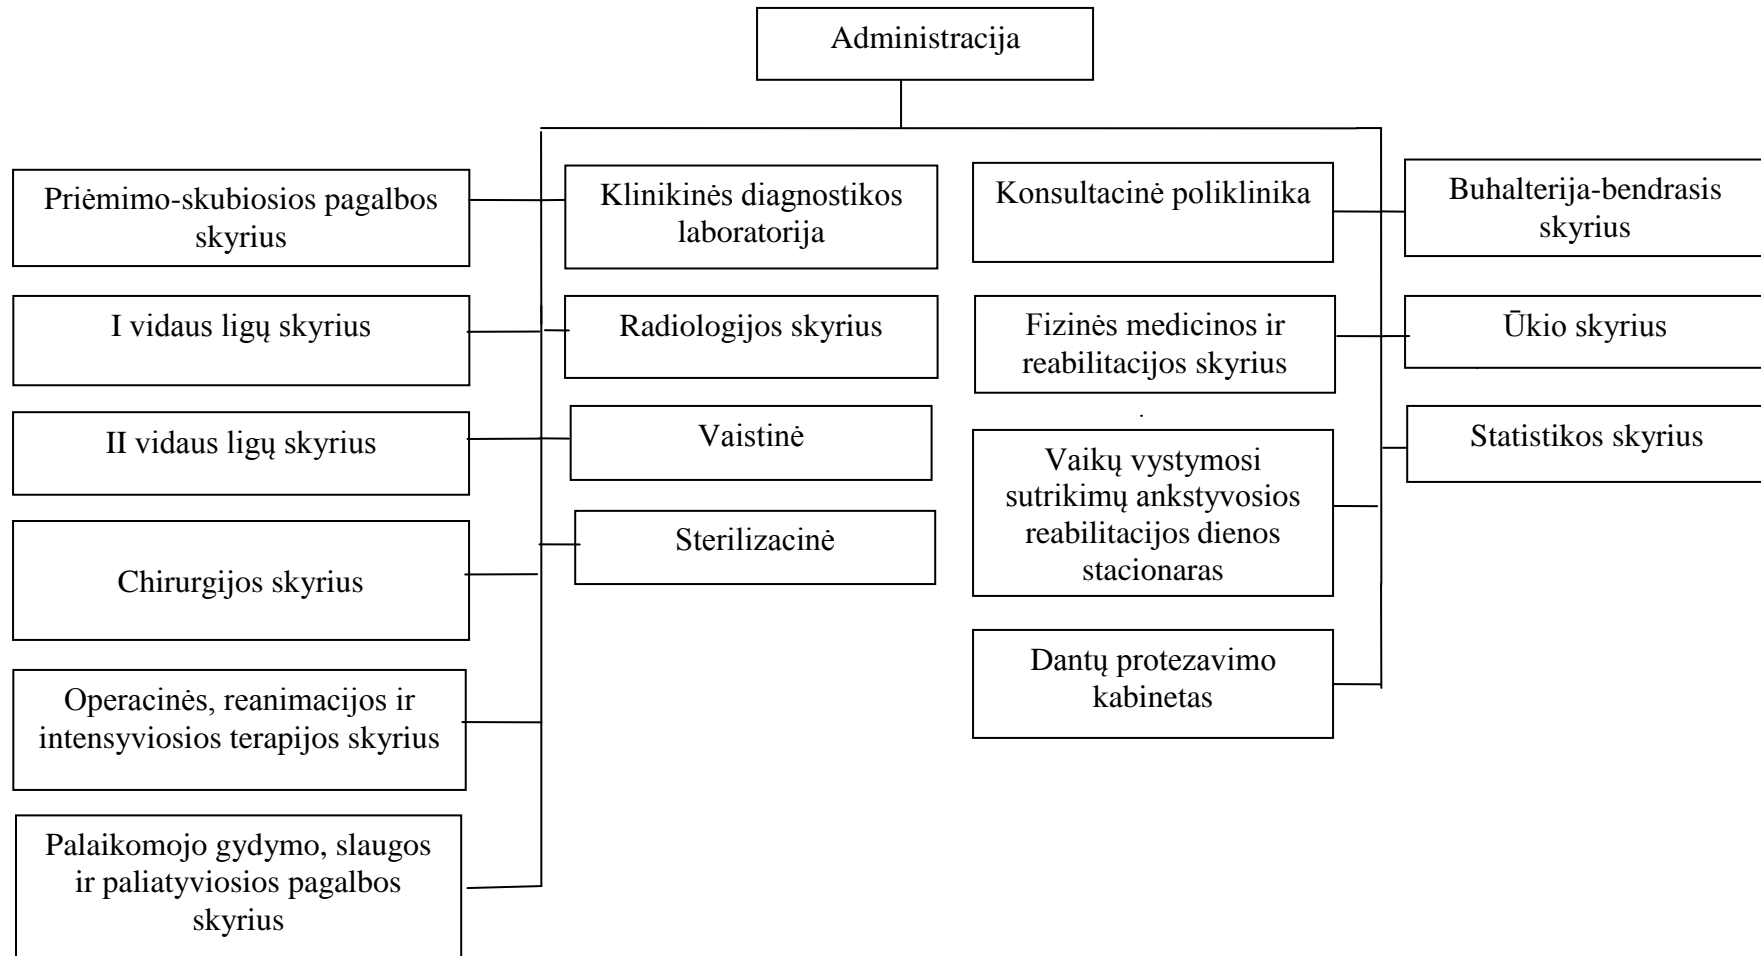 Administracija
Priėmimo-skubiosios pagalbos
skyrius
Klinikinės diagnostikos
laboratorija
Konsultacinė poliklinika
Buhalterija-bendrasis
skyrius
I vidaus ligų skyrius
Radiologijos skyrius
Fizinės medicinos ir
reabilitacijos skyrius
Ūkio skyrius
II vidaus ligų skyrius
Vaistinė
Vaikų vystymosi
sutrikimų ankstyvosios
reabilitacijos dienos
stacionaras
Statistikos skyrius
Chirurgijos skyrius
Sterilizacinė
Dantų protezavimo
kabinetas
Operacinės, reanimacijos ir
intensyviosios terapijos skyrius
Palaikomojo gydymo, slaugos
ir paliatyviosios pagalbos
skyrius